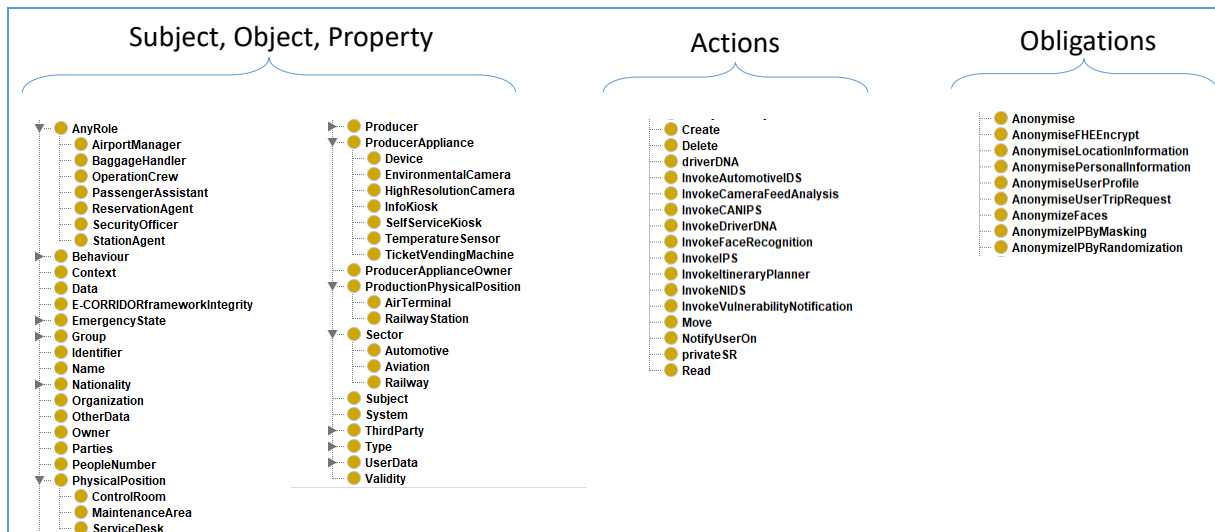 Subject, Object, Property
AnyRole
AirportManager
BaggageHandler
OperationCrew
PassengerAssistant
ReservationAgent
SecurityOfficer
StationAgent
Behaviour
Context
Data
E-CORRIDORframeworkIntegrity
EmergencyState
Group
Identifier
Name
Nationality
Organization
OtherData
Owner
Parties
PeopleNumber
PhysicalPosition
ControlRoom
MaintenanceArea
ServiceDesk
Producer
ProducerAppliance
Device
EnvironmentalCamera
HighResolutionCamera
InfoKiosk
SelfServiceKiosk
TemperatureSensor
TicketVendingMachine
ProducerApplianceOwner
ProductionPhysicalPosition
AirTerminal
RailwayStation
Sector
Automotive
Aviation
Railway
Subject
System
ThirdParty
Type
UserData
Validity
Actions
Create
Delete
driverDNA
InvokeAutomotiveIDS
InvokeCameraFeedAnalysis
InvokeCANIPS
InvokeDriverDNA
InvokeFaceRecognition
InvokeIPS
InvokeItineraryPlanner
InvokeNIDS
InvokeVulnerabilityNotification
Move
NotifyUserOn
privateSR
Read
Obligations
Anonymise
AnonymiseFHEEncrypt
AnonymiseLocationInformation
AnonymisePersonalInformation
AnonymiseUserProfile
AnonymiseUserTripRequest
AnonymizeFaces
AnonymizeIPByMasking
AnonymizeIPByRandomization